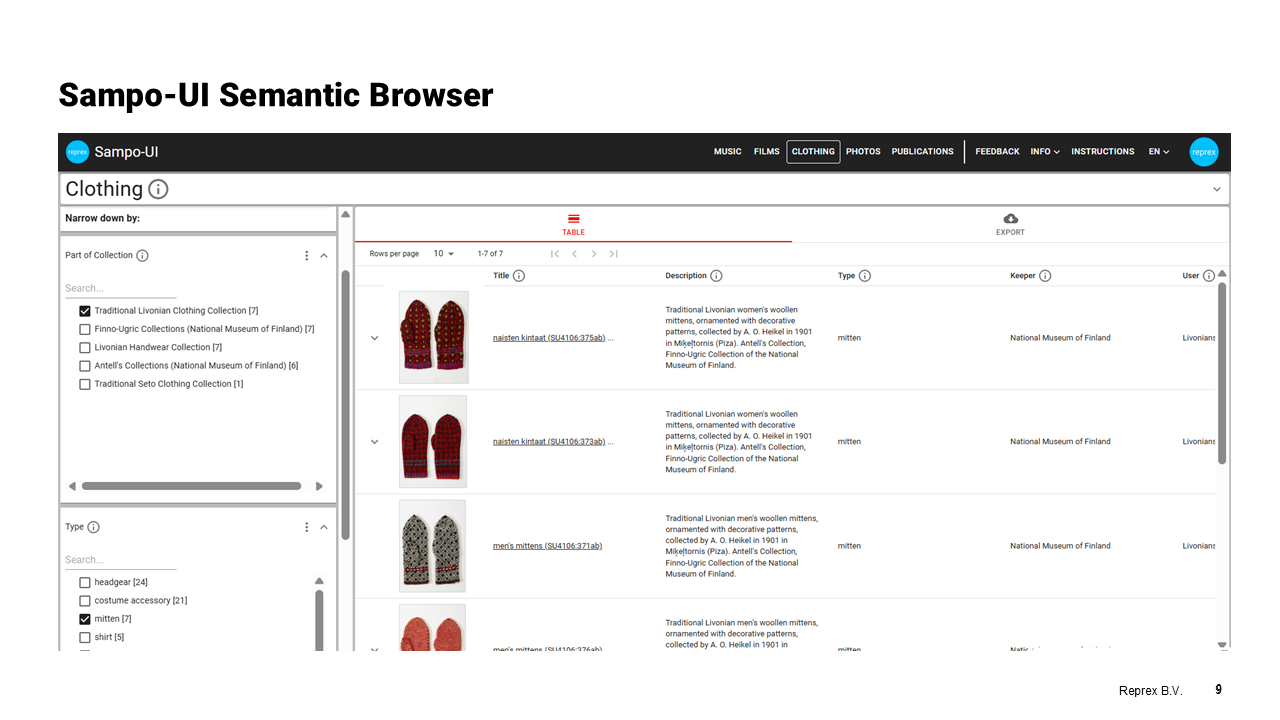 Sampo-UI Semantic Browser
reprex Sampo-UI MUSIC FILMS CLOTHING PHOTOS PUBLICATIONS FEEDBACK INFO INSTRUCTIONS EN reprex
Clothing
Narrow down by:
Part of Collection
Search...
Traditional Livonian Clothing Collection [7]
Finno-Ugric Collections (National Museum of Finland) [7]
Livonian Handwear Collection [7]
Antell's Collections (National Museum of Finland) [6]
Traditional Seto Clothing Collection [1]
Type
Search...
headgear [24]
costume accessory [21]
mitten [7]
shirt [5]
TABLE
EXPORT
Rows per page 10 1-7 of 7
Title Description Type Keeper User
naisten kintaat (SU4106:375ab) ...
Traditional Livonian women's woollen
mittens, ornamented with decorative
patterns, collected by A. O. Heikel in 1901
in Miķeļtornis (Piza). Antell's Collection,
Finno-Ugric Collection of the National
Museum of Finland.
mitten
National Museum of Finland
Livonians
naisten kintaat (SU4106:373ab) ...
Traditional Livonian women's woollen
mittens, ornamented with decorative
patterns, collected by A. O. Heikel in 1901
in Miķeļtornis (Piza). Antell's Collection,
Finno-Ugric Collection of the National
Museum of Finland.
mitten
National Museum of Finland
Livonians
men's mittens (SU4106:371ab)
Traditional Livonian men's woollen mittens,
ornamented with decorative patterns,
collected by A. O. Heikel in 1901 in
Miķeļtornis (Piza). Antell's Collection,
Finno-Ugric Collection of the National
Museum of Finland.
mitten
National Museum of Finland
Livonians
men's mittens (SU4106:376ab)
Traditional Livonian men's woollen mittens,
ornamented with decorative patterns,
collected by A. O. Heikel in 1901 in
mitten
Reprex B.V. 9